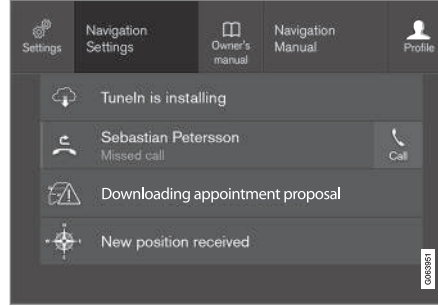 Settings
Navigation
Settings
Owner's
manual
Navigation
Manual
Profile
TuneIn is installing
Sebastian Petersson
Missed call
Call
Downloading appointment proposal
New position received
G063951